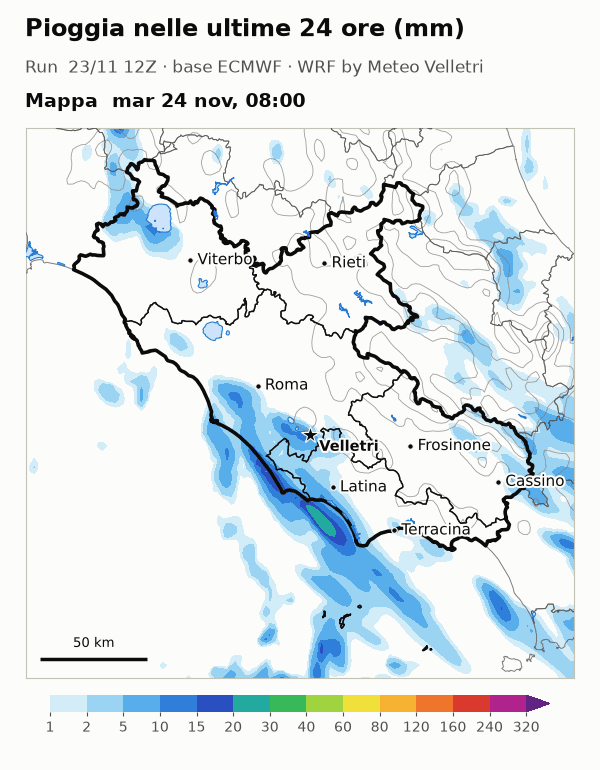 Pioggia nelle ultime 24 ore (mm)
Run 23/11 12Z · base ECMWF · WRF by Meteo Velletri
Mappa mar 24 nov, 08:00
Viterbo
Rieti
Roma
Velletri
Frosinone
Latina
Cassino
Terracina
50 km
1 2 5 10 15 20 30 40 60 80 120 160 240 320